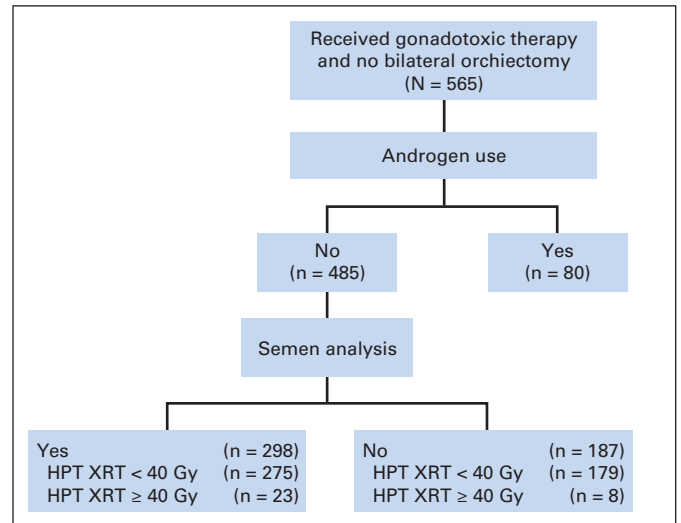 Received gonadotoxic therapy
and no bilateral orchiectomy
(N = 565)
Androgen use
No
(n = 485)
Yes
(n = 80)
Semen analysis
Yes (n = 298)
HPT XRT < 40 Gy (n = 275)
HPT XRT ≥ 40 Gy (n = 23)
No (n = 187)
HPT XRT < 40 Gy (n = 179)
HPT XRT ≥ 40 Gy (n = 8)